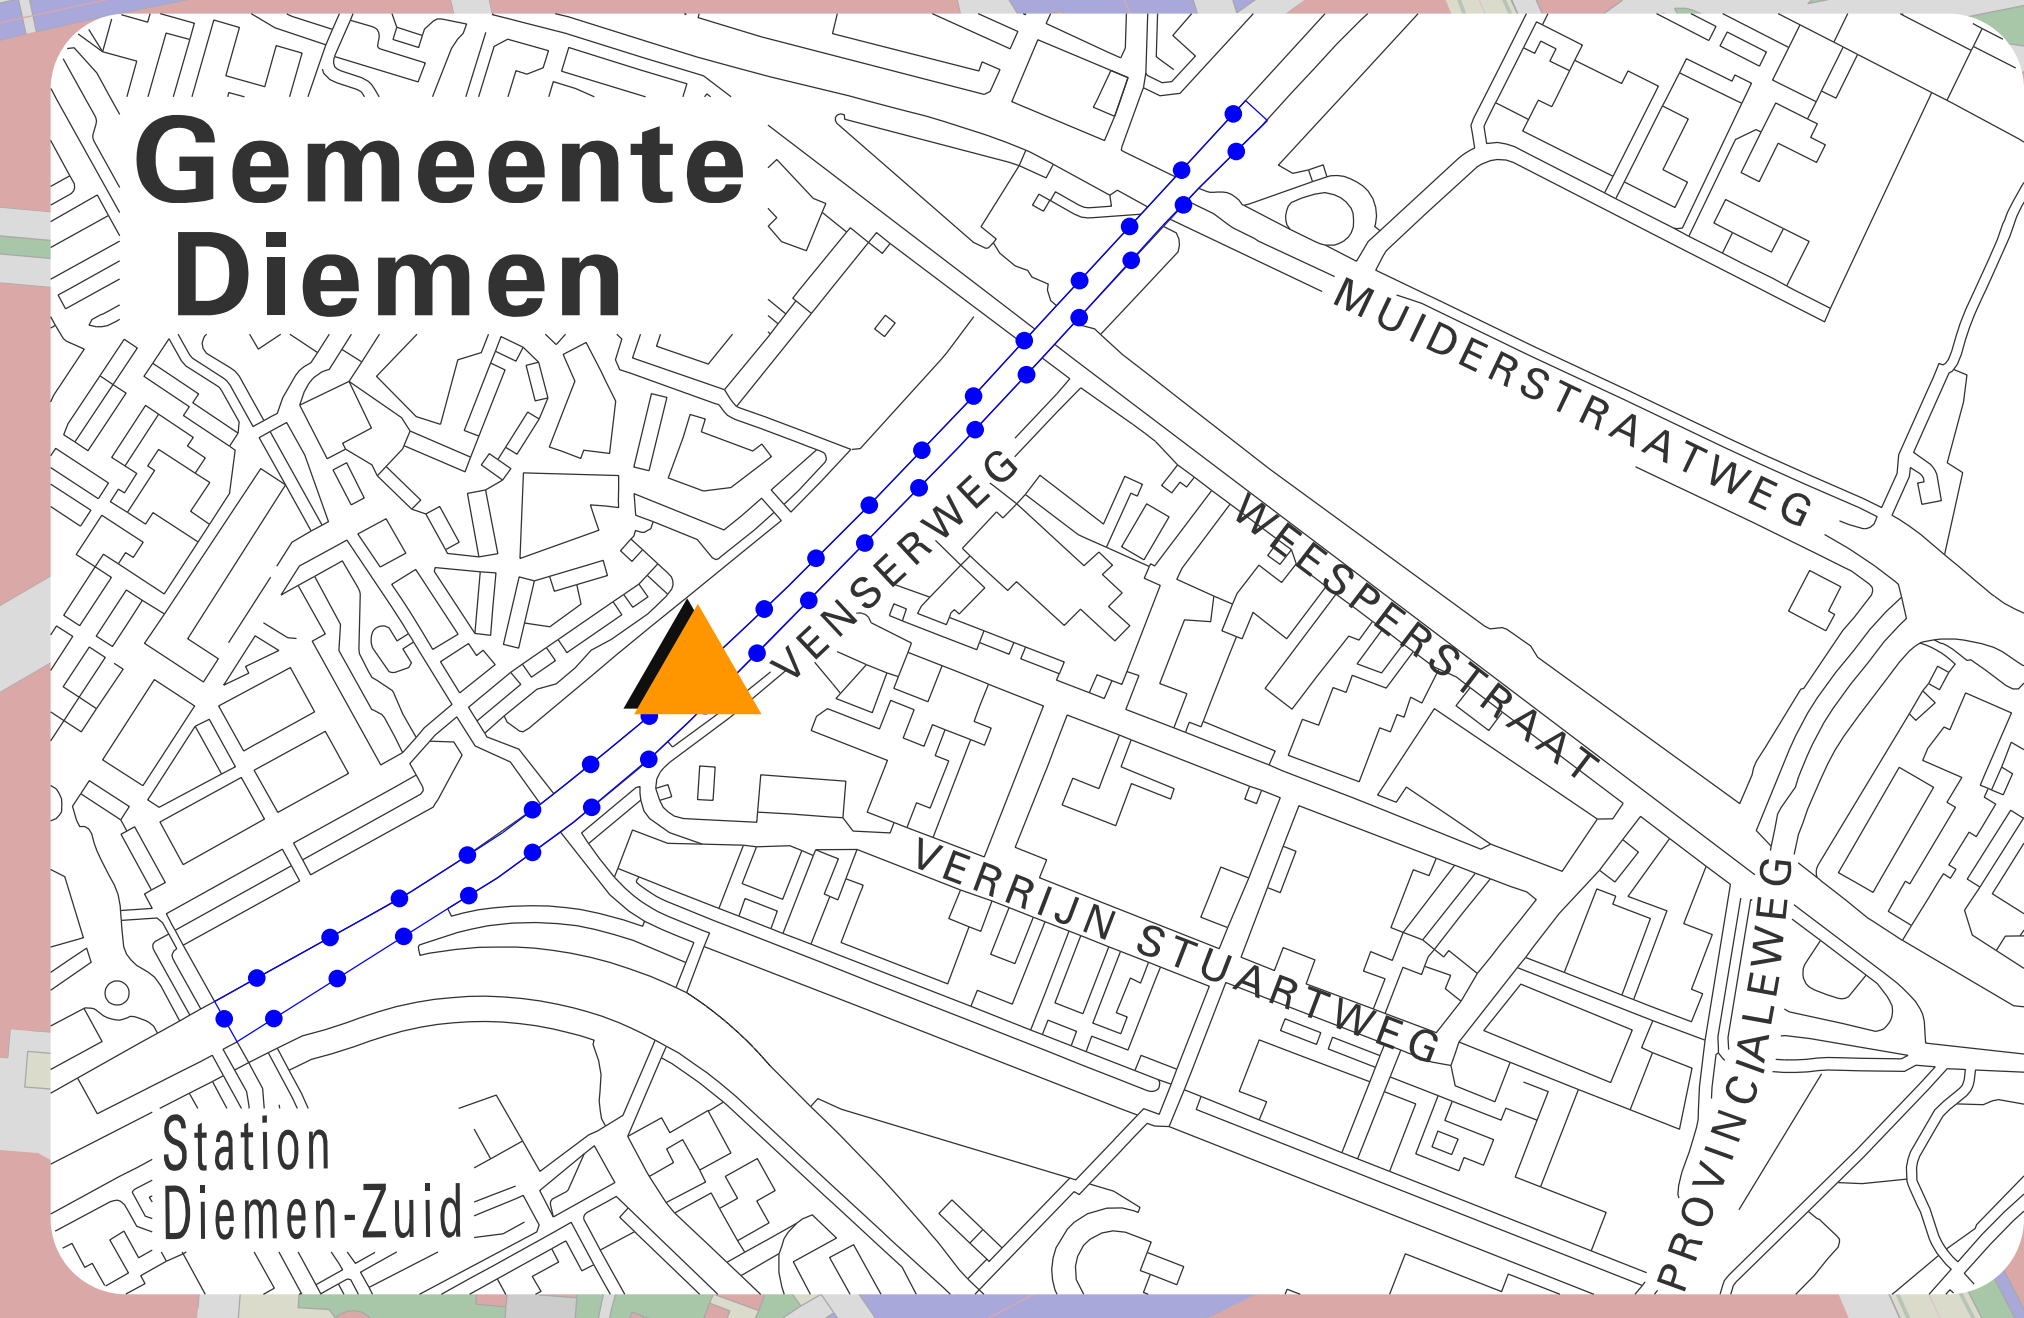 Gemeente
Diemen
MUIDERSTRAATWEG
VENSERWEG
WEESPERSTRAAT
VERRIJN STUARTWEG
PROVINCIALEWEG
Station
Diemen-Zuid